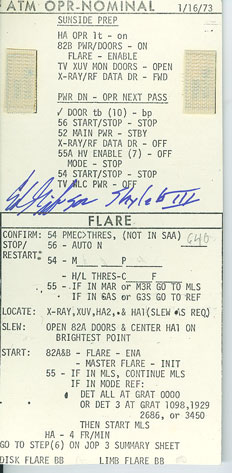 ATM OPR-NOMINAL 1/16/73
SUNSIDE PREP
HA OPR lt - on
82B PWR/DOORS - ON
FLARE - ENABLE
TV XUV MON DOORS - OPEN
X-RAY/RF DATA DR - FWD
PWR DN - OPR NEXT PASS
✓ DOOR tb (10) - bp
56 START/STOP - STOP
52 MAIN PWR - STBY
X-RAY/RF DATA DR - OFF
55A HV ENABLE (7) - OFF
MODE - STOP
54 START/STOP - STOP
TV MLC PWR - OFF
Skylab III
FLARE
CONFIRM: 54 PMEC>THRES, (NOT IN SAA) 640
STOP/ 56 - AUTO N
RESTART:
54 - M P
H/L THRES- C F
55 - IF IN MAR or M3R GO TO MLS
IF IN 6AS or G3S GO TO REF
LOCATE: X-RAY,XUV,HA2, & HA1(SLEW AS REQ)
SLEW: OPEN 82A DOORS & CENTER HA1 ON
BRIGHTEST POINT
START: 82A&B - FLARE - ENA
- MASTER FLARE - INIT
55 - IF IN MLS, CONTINUE MLS
IF IN MODE REF:
DET ALL AT GRAT 0000
OR DET 3 AT GRAT 1098,1929
2686, or 3450
THEN START MLS
HA - 4 FR/MIN
GO TO STEP(6) ON JOP 3 SUMMARY SHEET
DISK FLARE BB LIMB FLARE BB